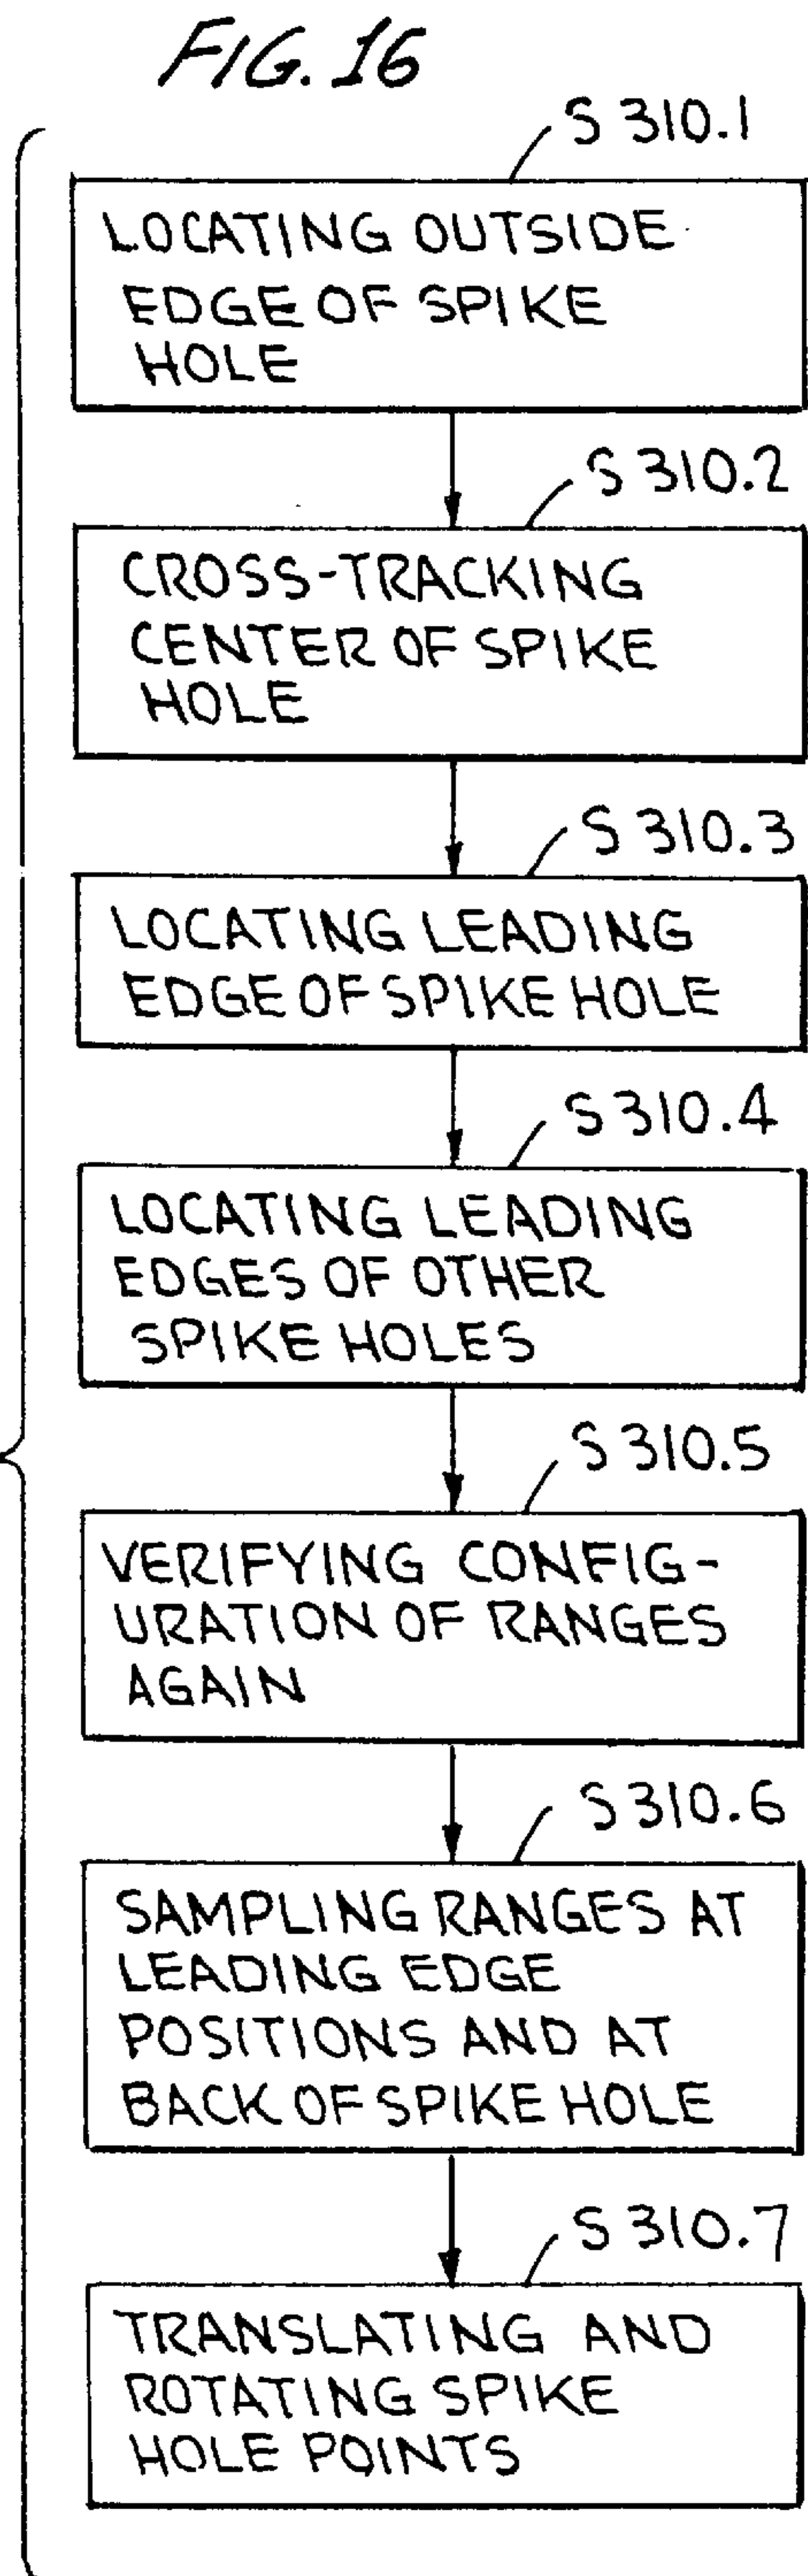 FIG. 16
S 310.1
LOCATING OUTSIDE
EDGE OF SPIKE
HOLE
S 310.2
CROSS-TRACKING
CENTER OF SPIKE
HOLE
S 310.3
LOCATING LEADING
EDGE OF SPIKE HOLE
S 310.4
LOCATING LEADING
EDGES OF OTHER
SPIKE HOLES
S 310.5
VERIFYING CONFIG-
URATION OF RANGES
AGAIN
S 310.6
SAMPLING RANGES AT
LEADING EDGE
POSITIONS AND AT
BACK OF SPIKE HOLE
S 310.7
TRANSLATING AND
ROTATING SPIKE
HOLE POINTS